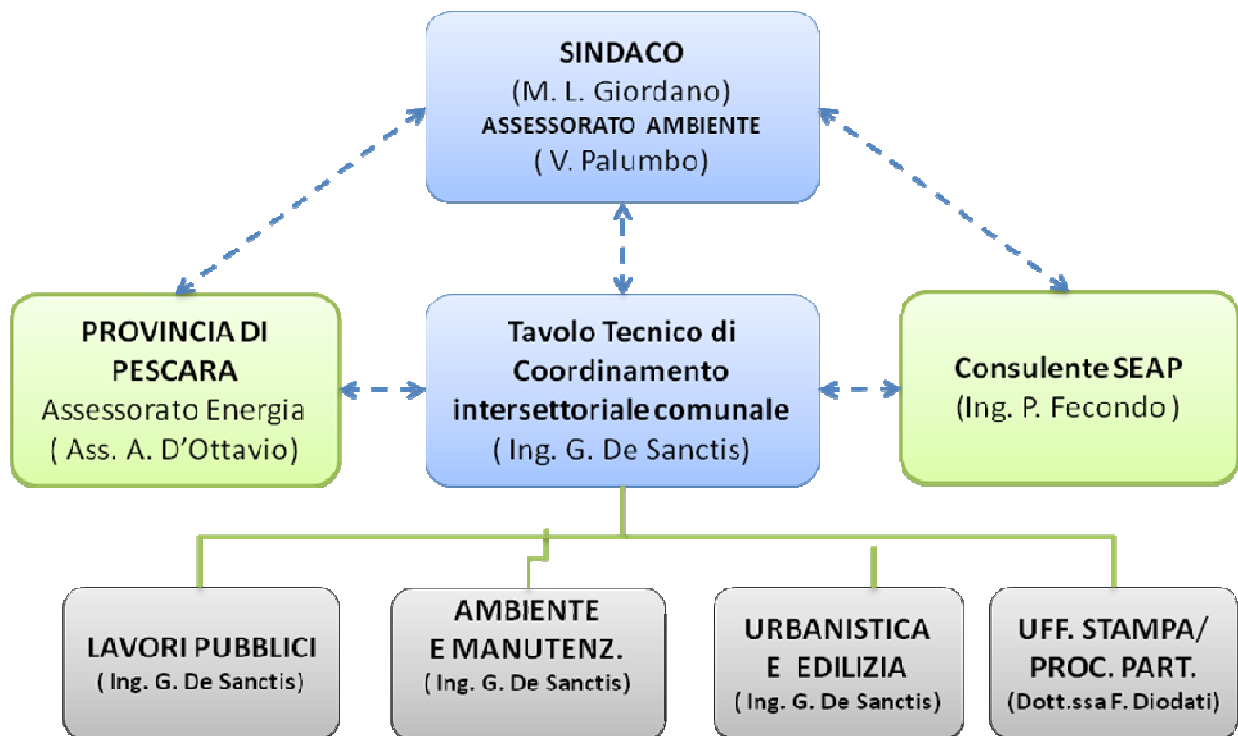 SINDACO
(M. L. Giordano)
ASSESSORATO AMBIENTE
( V. Palumbo)
PROVINCIA DI
PESCARA
Assessorato Energia
( Ass. A. D’Ottavio)
Tavolo Tecnico di
Coordinamento
intersettoriale comunale
( Ing. G. De Sanctis)
Consulente SEAP
(Ing. P. Fecondo )
LAVORI PUBBLICI
( Ing. G. De Sanctis)
AMBIENTE
E MANUTENZ.
( Ing. G. De Sanctis)
URBANISTICA
E EDILIZIA
( Ing. G. De Sanctis)
UFF. STAMPA/
PROC. PART.
(Dott.ssa F. Diodati)